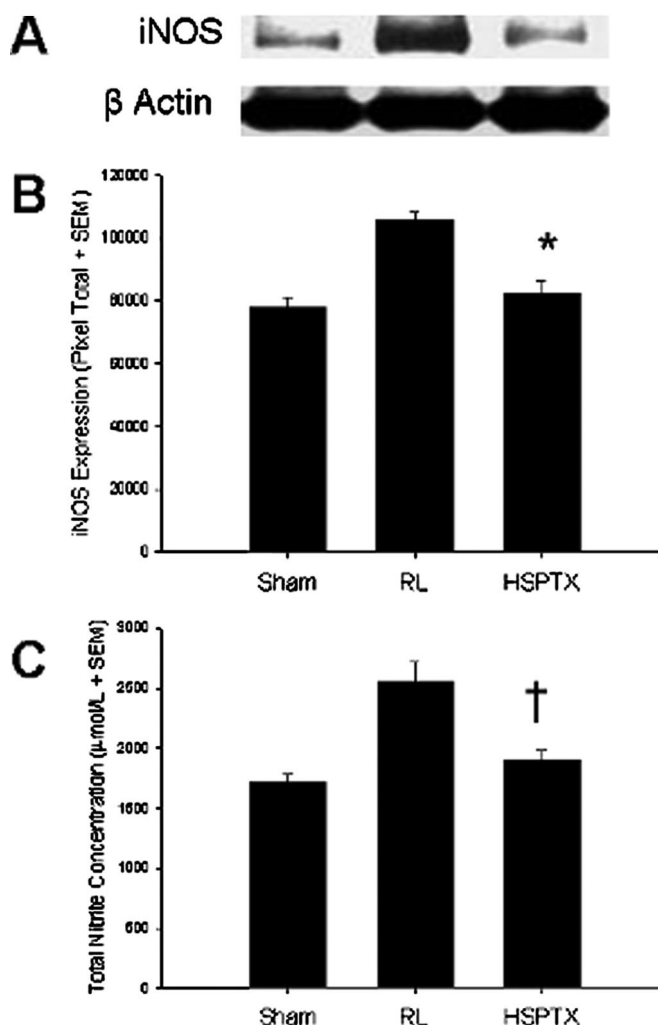 A
iNOS
β Actin
B
iNOS Expression (Pixel Total + SEM)
120000
100000
80000
60000
40000
20000
0
*
Sham RL HSPTX
C
Total Nitrite Concentration (µmol/L + SEM)
3000
2500
2000
1500
1000
500
0
†
Sham RL HSPTX